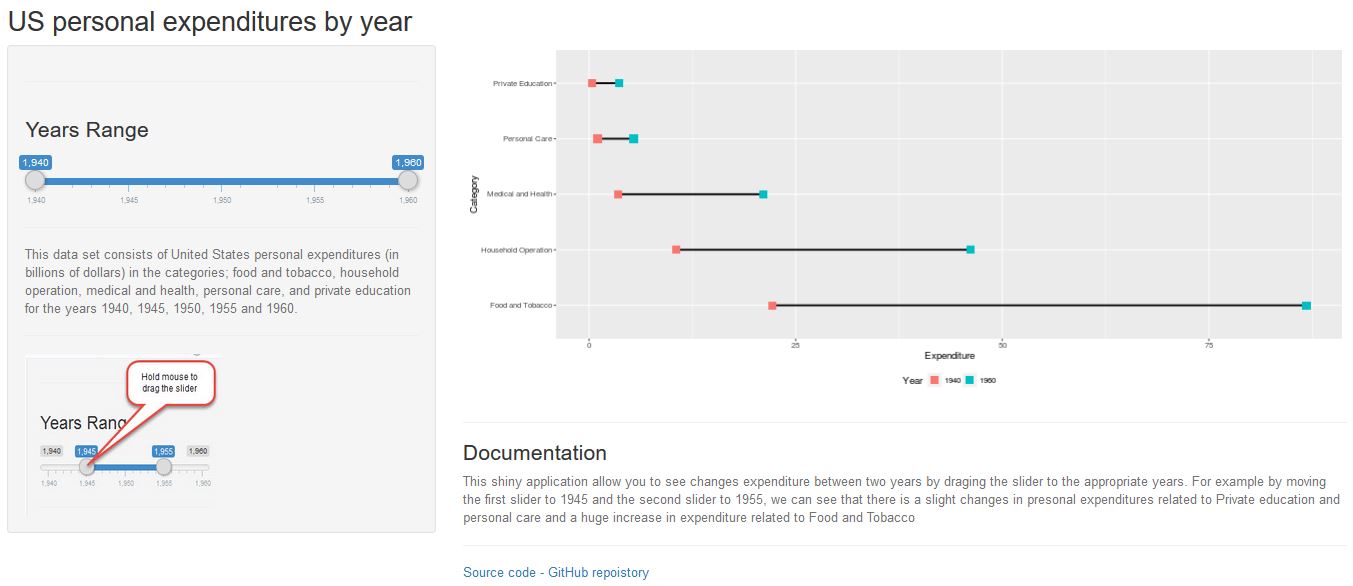 US personal expenditures by year
Years Range
1,940 1,960
1,940 1,945 1,950 1,955 1,960
This data set consists of United States personal expenditures (in
billions of dollars) in the categories; food and tobacco, household
operation, medical and health, personal care, and private education
for the years 1940, 1945, 1950, 1955 and 1960.
Hold mouse to
drag the slider
Years Rang
1,940 1,945 1,955 1,960
1,940 1,945 1,950 1,955 1,960
Category
Private Education
Personal Care
Medical and Health
Household Operation
Food and Tobacco
0 25 50 75
Expenditure
Year 1940 1960
Documentation
This shiny application allow you to see changes expenditure between two years by draging the slider to the appropriate years. For example by moving
the first slider to 1945 and the second slider to 1955, we can see that there is a slight changes in presonal expenditures related to Private education and
personal care and a huge increase in expenditure related to Food and Tobacco
Source code - GitHub repoistory